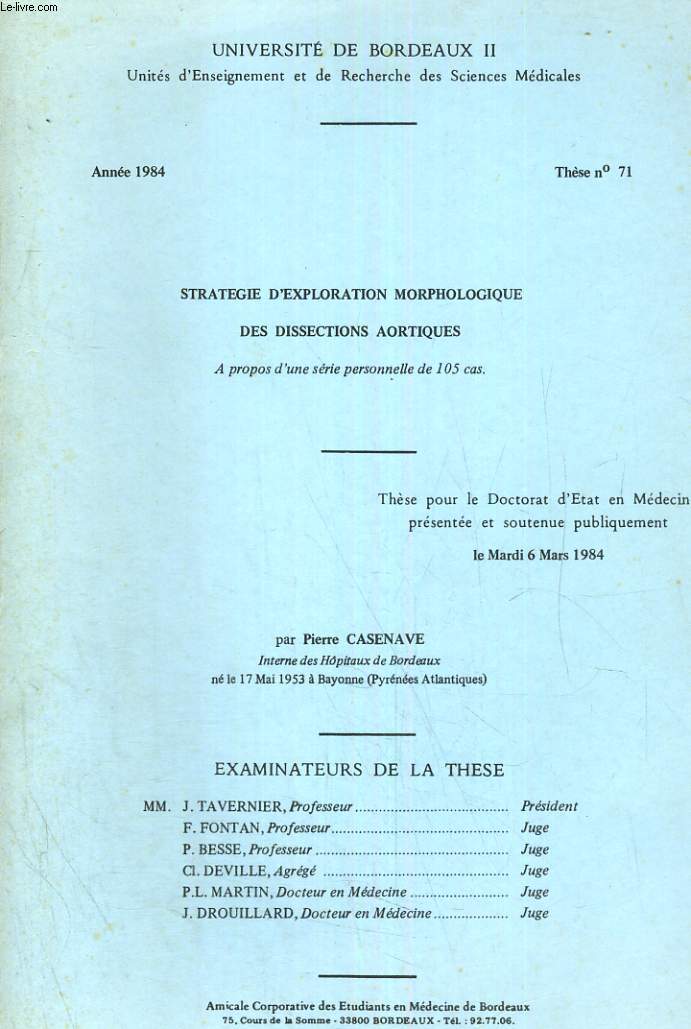 Le-livre.com
UNIVERSITÉ DE BORDEAUX II
Unités d'Enseignement et de Recherche des Sciences Médicales
Année 1984 Thèse nº 71
STRATEGIE D'EXPLORATION MORPHOLOGIQUE
DES DISSECTIONS AORTIQUES
A propos d'une série personnelle de 105 cas.
Thèse pour le Doctorat d'Etat en Médecin
présentée et soutenue publiquement
le Mardi 6 Mars 1984
par Pierre CASENAVE
Interne des Hôpitaux de Bordeaux
né le 17 Mai 1953 à Bayonne (Pyrénées Atlantiques)
EXAMINATEURS DE LA THESE
MM. J. TAVERNIER, Professeur .................................... Président
F. FONTAN, Professeur.......................................... Juge
P. BESSE, Professeur .............................................. Juge
Cl. DEVILLE, Agrégé ............................................ Juge
P.L. MARTIN, Docteur en Médecine ....................... Juge
J. DROUILLARD, Docteur en Médecine.................. Juge
Amicale Corporative des Etudiants en Médecine de Bordeaux
75, Cours de la Somme - 33800 BORDEAUX - Tél. : 92.77.06.